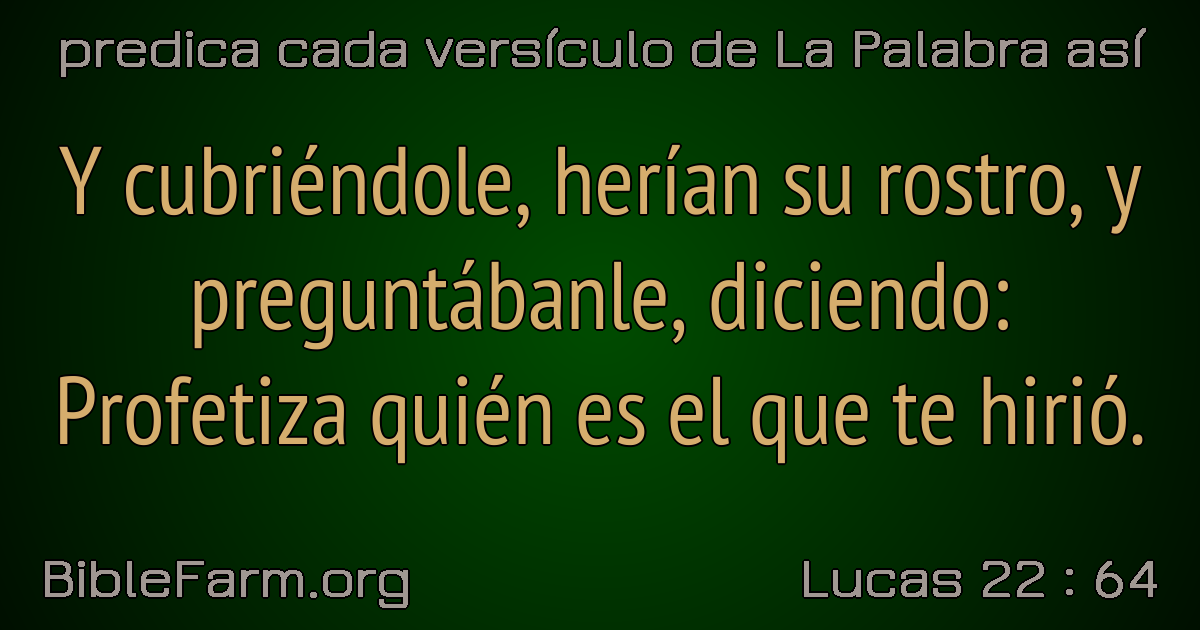 predica cada versículo de La Palabra así
Y cubriéndole, herían su rostro, y
preguntábanle, diciendo:
Profetiza quién es el que te hirió.
BibleFarm.org
Lucas 22 : 64